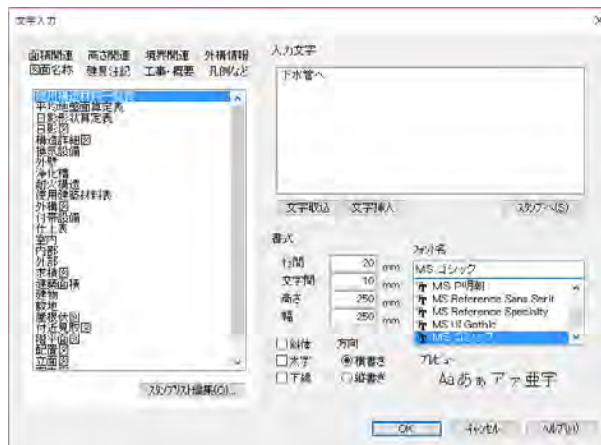 文字入力
面積関連 高さ関連 境界関連 外構情報
図面名称 建具注記 工事・概要 凡例など
平均地盤面算定表
日影形状算定表
日影図
構造詳細図
換気設備
外壁
浄化槽
耐火構造
使用建築材料表
外構図
付帯設備
仕上表
室内
内部
外部
求積図
建築面積
建物
敷地
屋根伏図
付近見取図
階平面図
配置図
立面図
スタンプリスト編集(O)...
入力文字
下水管へ
文字取込 文字挿入 スタンプへ(S)
書式
行間 20 mm
文字間 10 mm
高さ 250 mm
幅 250 mm
斜体
太字
下線
方向
横書き
縦書き
フォント名
MS ゴシック
MS P明朝
MS Reference Sans Serif
MS Reference Specialty
MS UI Gothic
MS ゴシック
プレビュー
Aaあぁアァ亜宇
OK キャンセル ヘルプ(H)